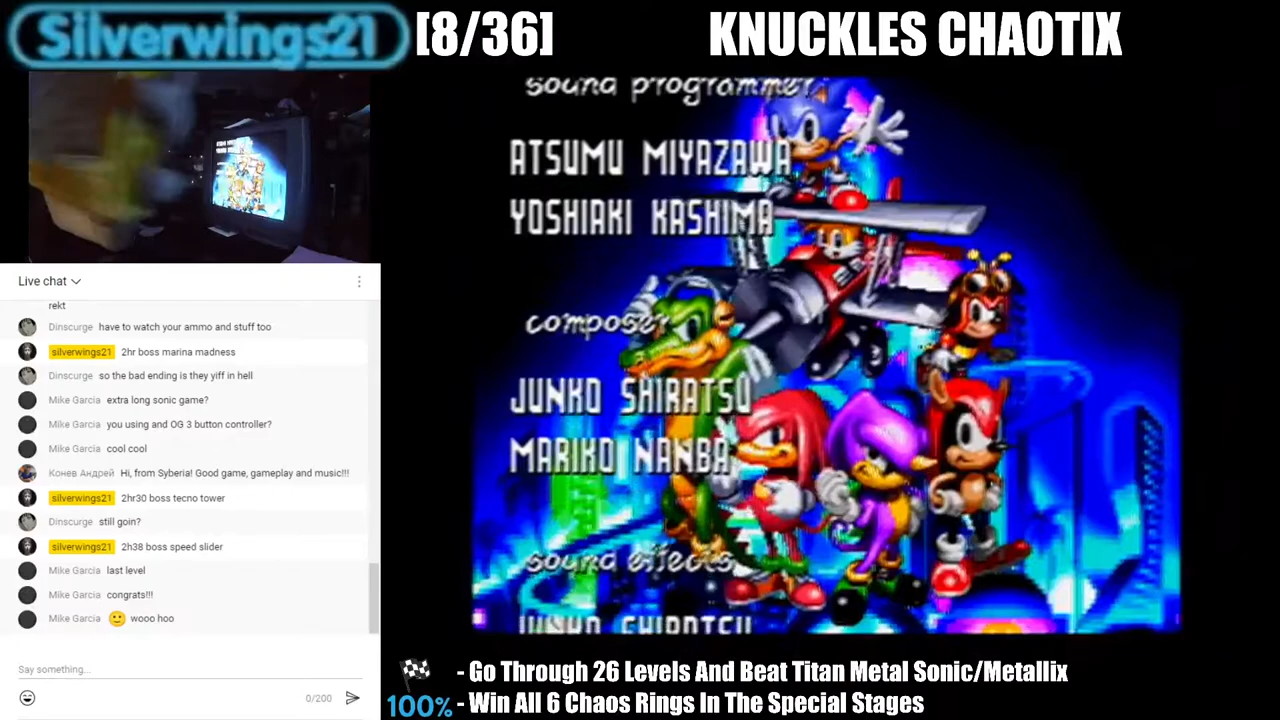 Silverwings21
[8/36]
KNUCKLES CHAOTIX
sound programmer
ATSUMU MIYAZAWA
YOSHIAKI KASHIMA
composer
JUNKO SHIRATSU
MARIKO NANBA
sound effects
JUNKO SHIRATSU
Live chat
rekt
Dinscurge have to watch your ammo and stuff too
silverwings21 2hr boss marina madness
Dinscurge so the bad ending is they yiff in hell
Mike Garcia extra long sonic game?
Mike Garcia you using and OG 3 button controller?
Mike Garcia cool cool
Конев Андрей Hi, from Syberia! Good game, gameplay and music!!!
silverwings21 2hr30 boss tecno tower
Dinscurge still goin?
silverwings21 2h38 boss speed slider
Mike Garcia last level
Mike Garcia congrats!!!
Mike Garcia wooo hoo
Say something...
0/200
- Go Through 26 Levels And Beat Titan Metal Sonic/Metallix
100% - Win All 6 Chaos Rings In The Special Stages